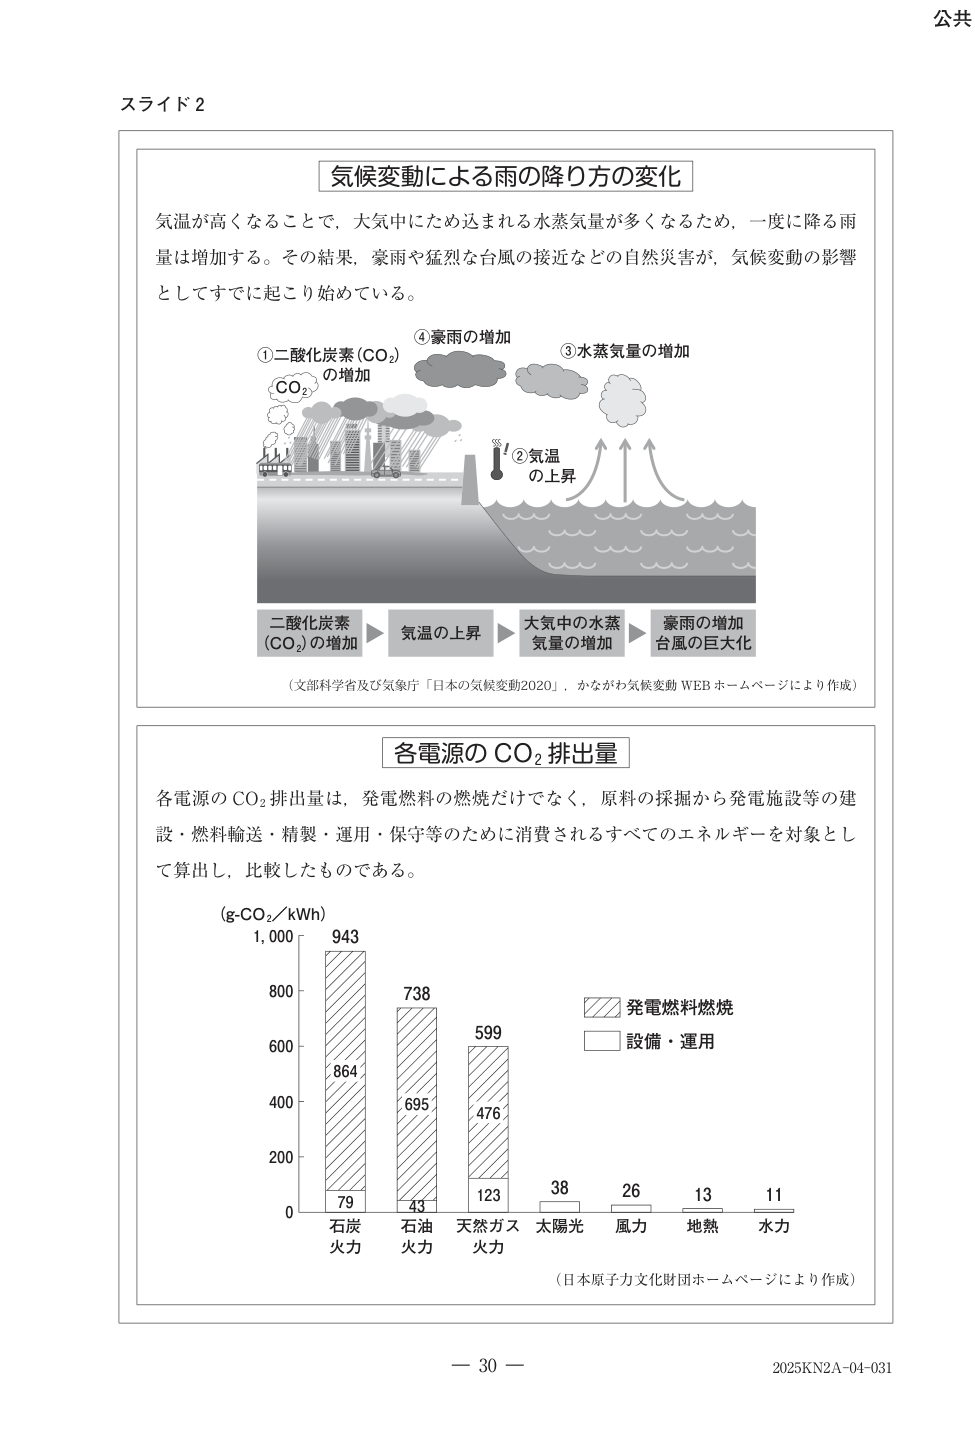 公共
スライド2
気候変動による雨の降り方の変化
気温が高くなることで，大気中にため込まれる水蒸気量が多くなるため，一度に降る雨
量は増加する。その結果，豪雨や猛烈な台風の接近などの自然災害が，気候変動の影響
としてすでに起こり始めている。
④豪雨の増加
①二酸化炭素(CO₂)
の増加
③水蒸気量の増加
CO₂
②気温
の上昇
二酸化炭素
(CO₂)の増加
気温の上昇
大気中の水蒸
気量の増加
豪雨の増加
台風の巨大化
（文部科学省及び気象庁「日本の気候変動2020」，かながわ気候変動 WEB ホームページにより作成）
各電源の CO₂ 排出量
各電源の CO₂ 排出量は，発電燃料の燃焼だけでなく，原料の採掘から発電施設等の建
設・燃料輸送・精製・運用・保守等のために消費されるすべてのエネルギーを対象とし
て算出し，比較したものである。
(g-CO₂／kWh)
1,000
800
600
400
200
0
943
864
79
738
695
43
599
476
123
38
26
13
11
発電燃料燃焼
設備・運用
石炭
火力
石油
火力
天然ガス
火力
太陽光
風力
地熱
水力
（日本原子力文化財団ホームページにより作成）
― 30 ―
2025KN2A-04-031